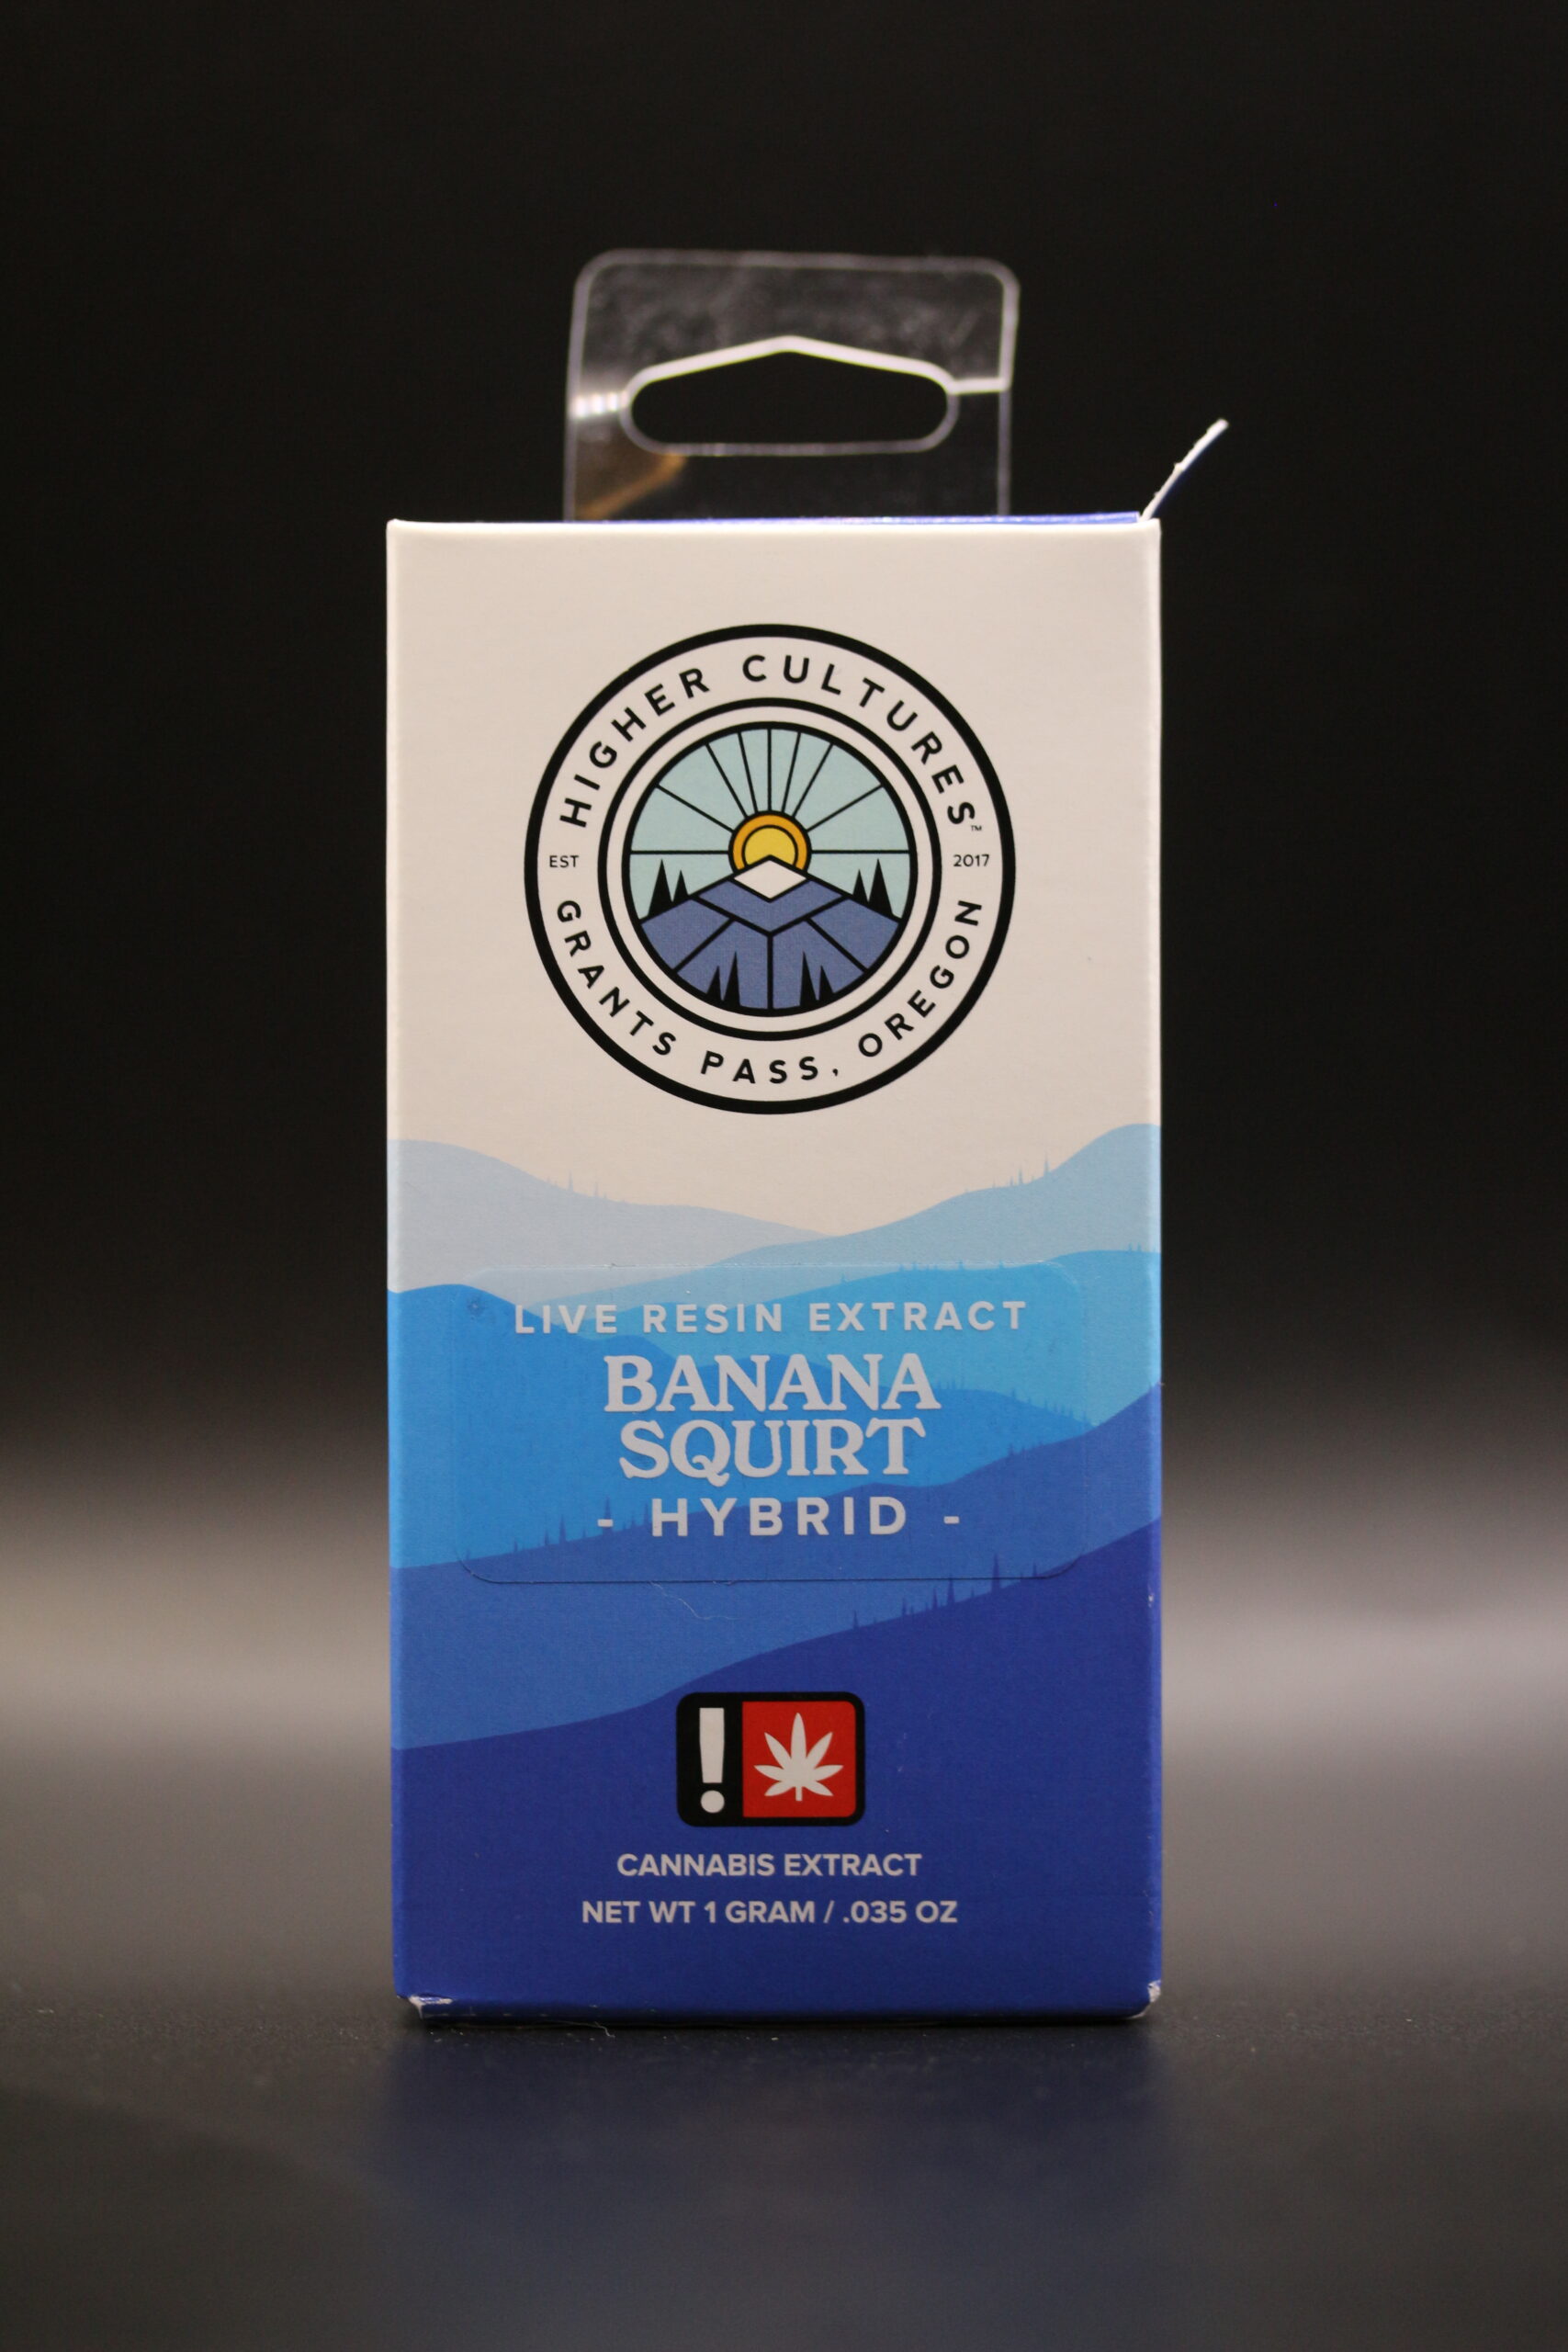 HIGHER CULTURES™
EST 2017
GRANTS PASS, OREGON
LIVE RESIN EXTRACT
BANANA
SQUIRT
- HYBRID -
!
CANNABIS EXTRACT
NET WT 1 GRAM / .035 OZ